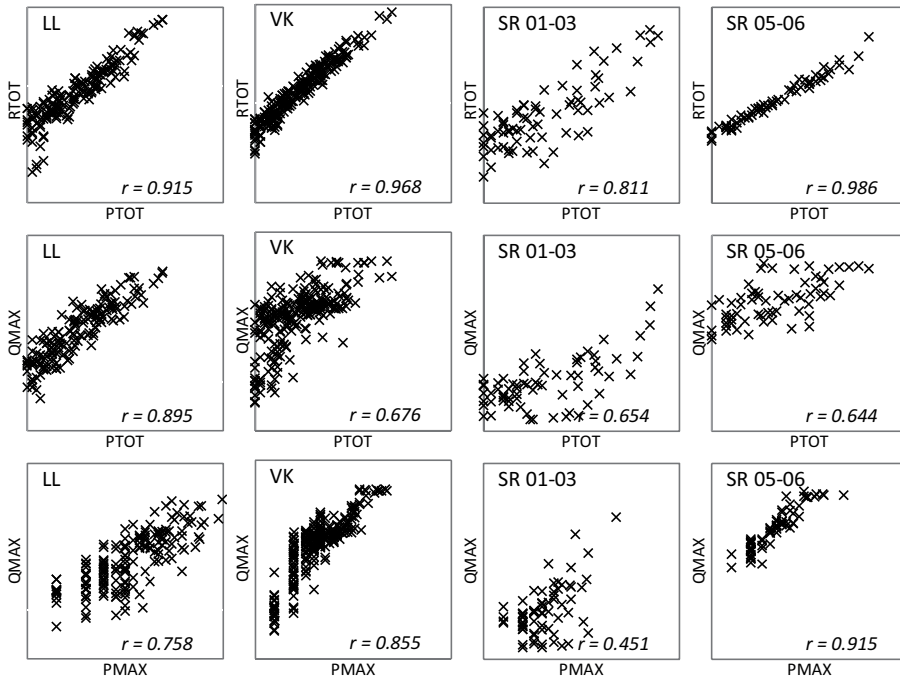 LL
RTOT
r = 0.915
PTOT
VK
RTOT
r = 0.968
PTOT
SR 01-03
RTOT
r = 0.811
PTOT
SR 05-06
RTOT
r = 0.986
PTOT
LL
QMAX
r = 0.895
PTOT
VK
QMAX
r = 0.676
PTOT
SR 01-03
QMAX
r = 0.654
PTOT
SR 05-06
QMAX
r = 0.644
PTOT
LL
QMAX
r = 0.758
PMAX
VK
QMAX
r = 0.855
PMAX
SR 01-03
QMAX
r = 0.451
PMAX
SR 05-06
QMAX
r = 0.915
PMAX